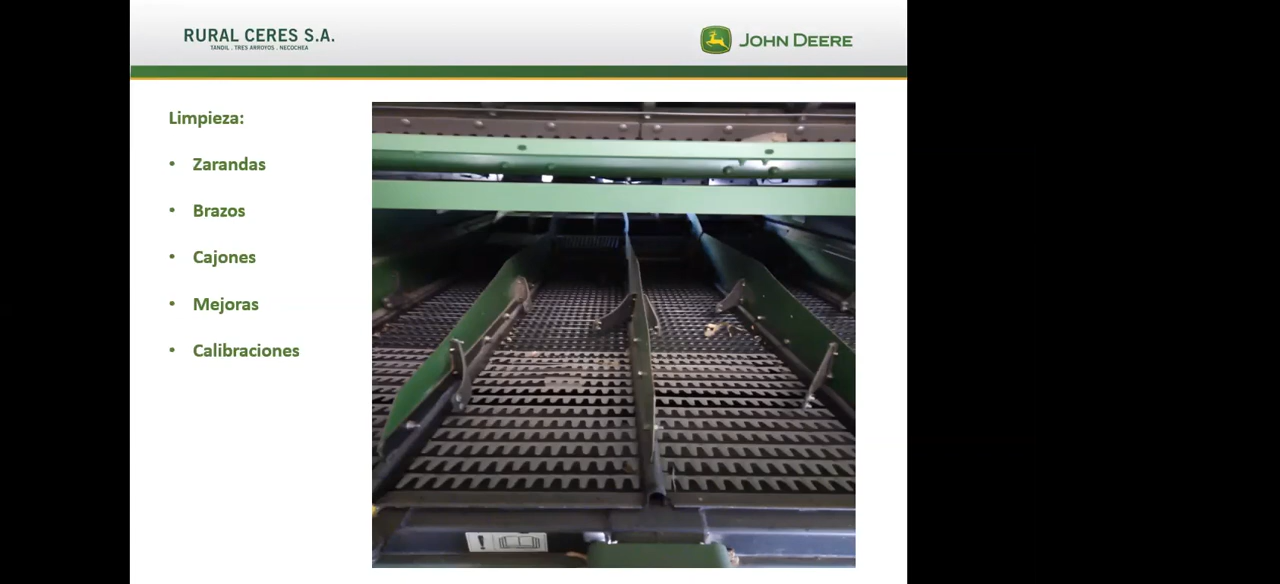 RURAL CERES S.A.
TANDIL . TRES ARROYOS . NECOCHEA
JOHN DEERE
Limpieza:
• Zarandas
• Brazos
• Cajones
• Mejoras
• Calibraciones